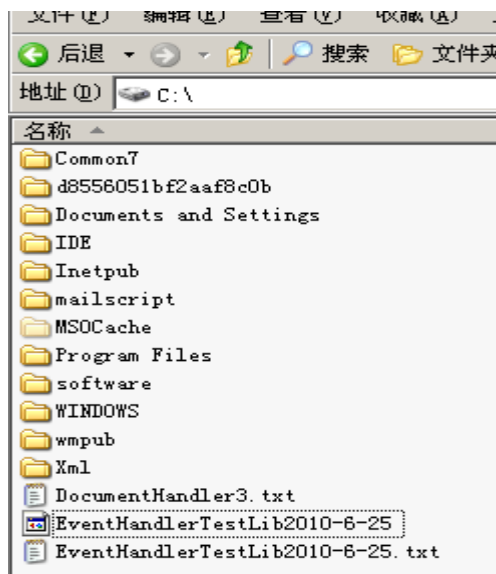 文件(F) 编辑(E) 查看(V) 收藏(A)
后退 搜索 文件夹
地址(D) C:\
名称
Common7
d8556051bf2aaf8c0b
Documents and Settings
IDE
Inetpub
mailscript
MSOCache
Program Files
software
WINDOWS
wmpub
Xml
DocumentHandler3.txt
EventHandlerTestLib2010-6-25
EventHandlerTestLib2010-6-25.txt